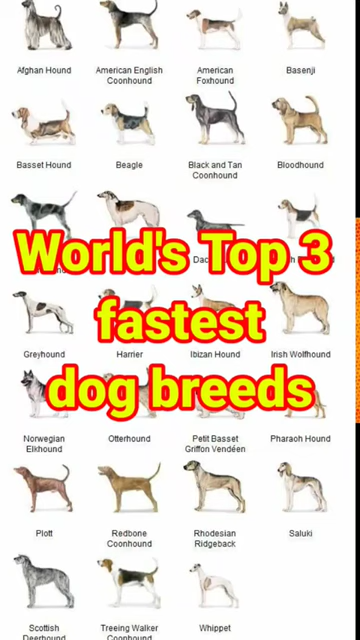 Afghan Hound
American English
Coonhound
American
Foxhound
Basenji
Basset Hound
Beagle
Black and Tan
Coonhound
Bloodhound
World's Top 3
fastest
dog breeds
Greyhound
Harrier
Ibizan Hound
Irish Wolfhound
Norwegian
Elkhound
Otterhound
Petit Basset
Griffon Vendéen
Pharaoh Hound
Plott
Redbone
Coonhound
Rhodesian
Ridgeback
Saluki
Scottish
Deerhound
Treeing Walker
Coonhound
Whippet